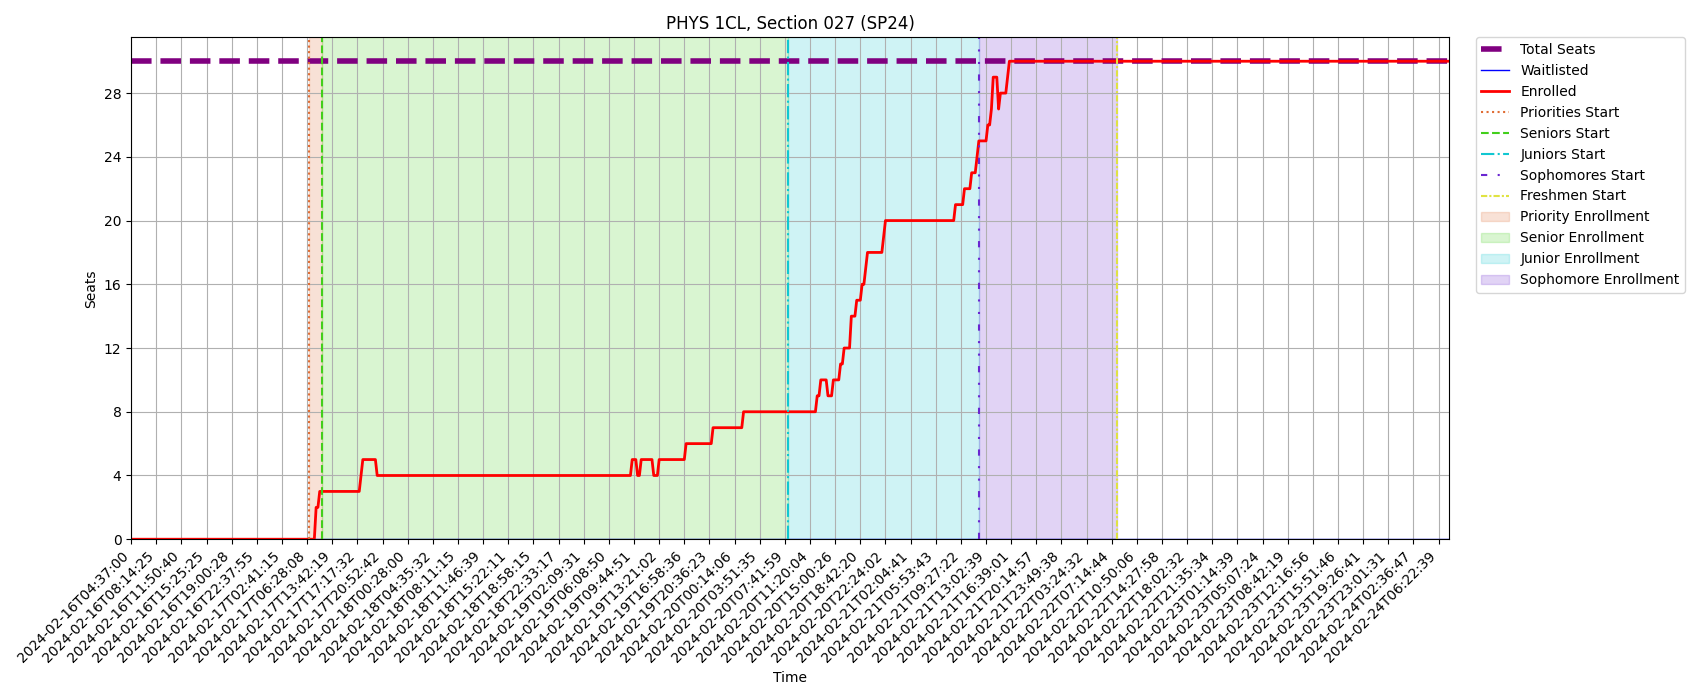 PHYS 1CL, Section 027 (SP24)
Seats
28
24
20
16
12
8
4
0
2024-02-16T04:37:00
2024-02-16T08:14:25
2024-02-16T11:50:40
2024-02-16T15:25:25
2024-02-16T19:00:28
2024-02-16T22:37:55
2024-02-17T02:41:15
2024-02-17T06:28:08
2024-02-17T13:42:19
2024-02-17T17:17:32
2024-02-17T20:52:42
2024-02-18T00:28:00
2024-02-18T04:35:32
2024-02-18T08:11:15
2024-02-18T11:46:39
2024-02-18T15:22:11
2024-02-18T18:58:15
2024-02-18T22:33:17
2024-02-19T02:09:31
2024-02-19T06:08:50
2024-02-19T09:44:51
2024-02-19T13:21:02
2024-02-19T16:58:36
2024-02-19T20:36:23
2024-02-20T00:14:06
2024-02-20T03:51:35
2024-02-20T07:41:59
2024-02-20T11:20:04
2024-02-20T15:00:26
2024-02-20T18:42:20
2024-02-20T22:24:02
2024-02-21T02:04:41
2024-02-21T05:53:43
2024-02-21T09:27:22
2024-02-21T13:02:39
2024-02-21T16:39:01
2024-02-21T20:14:57
2024-02-21T23:49:38
2024-02-22T03:24:32
2024-02-22T07:14:44
2024-02-22T10:50:06
2024-02-22T14:27:58
2024-02-22T18:02:32
2024-02-22T21:35:34
2024-02-23T01:14:39
2024-02-23T05:07:24
2024-02-23T08:42:19
2024-02-23T12:16:56
2024-02-23T15:51:46
2024-02-23T19:26:41
2024-02-23T23:01:31
2024-02-24T02:36:47
2024-02-24T06:22:39
Time
Total Seats
Waitlisted
Enrolled
Priorities Start
Seniors Start
Juniors Start
Sophomores Start
Freshmen Start
Priority Enrollment
Senior Enrollment
Junior Enrollment
Sophomore Enrollment